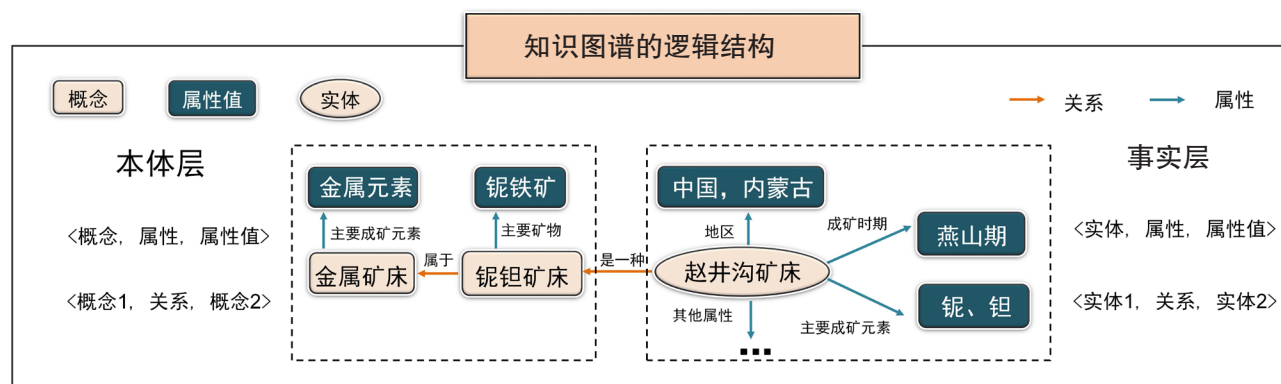 知识图谱的逻辑结构
概念
属性值
实体
关系
属性
本体层
<概念，属性，属性值>
<概念1，关系，概念2>
金属元素
铌铁矿
主要成矿元素
主要矿物
金属矿床
属于
铌钽矿床
是一种
中国，内蒙古
地区
成矿时期
燕山期
赵井沟矿床
铌、钽
其他属性
主要成矿元素
...
事实层
<实体，属性，属性值>
<实体1，关系，实体2>